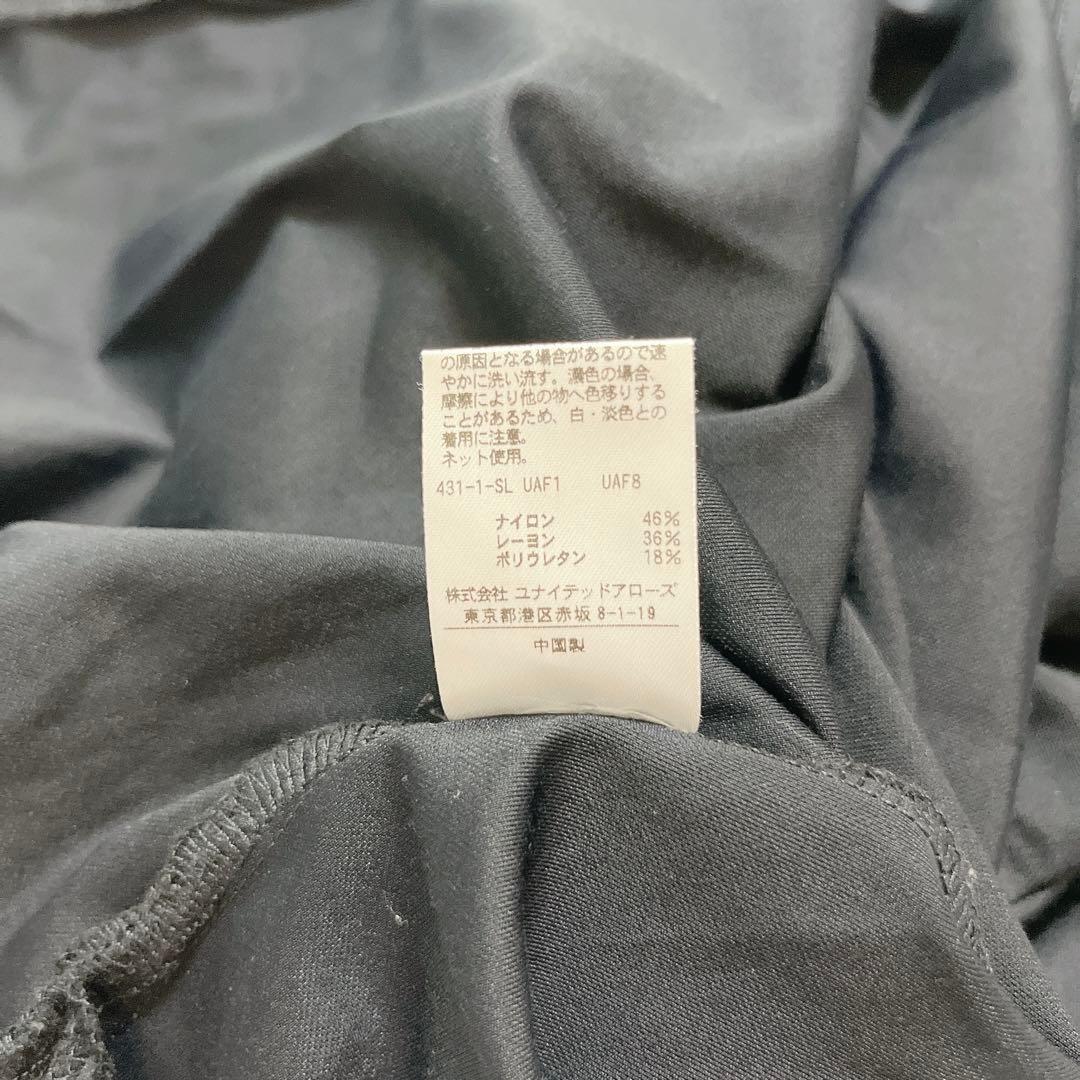 の原因となる場合があるので速
やかに洗い流す。濃色の場合、
摩擦により他の物へ色移りする
ことがあるため、白・淡色との
着用に注意。
ネット使用。
431-1-SL UAF1 UAF8
ナイロン 46%
レーヨン 36%
ポリウレタン 18%
株式会社 ユナイテッドアローズ
東京都港区赤坂 8-1-19
中国製